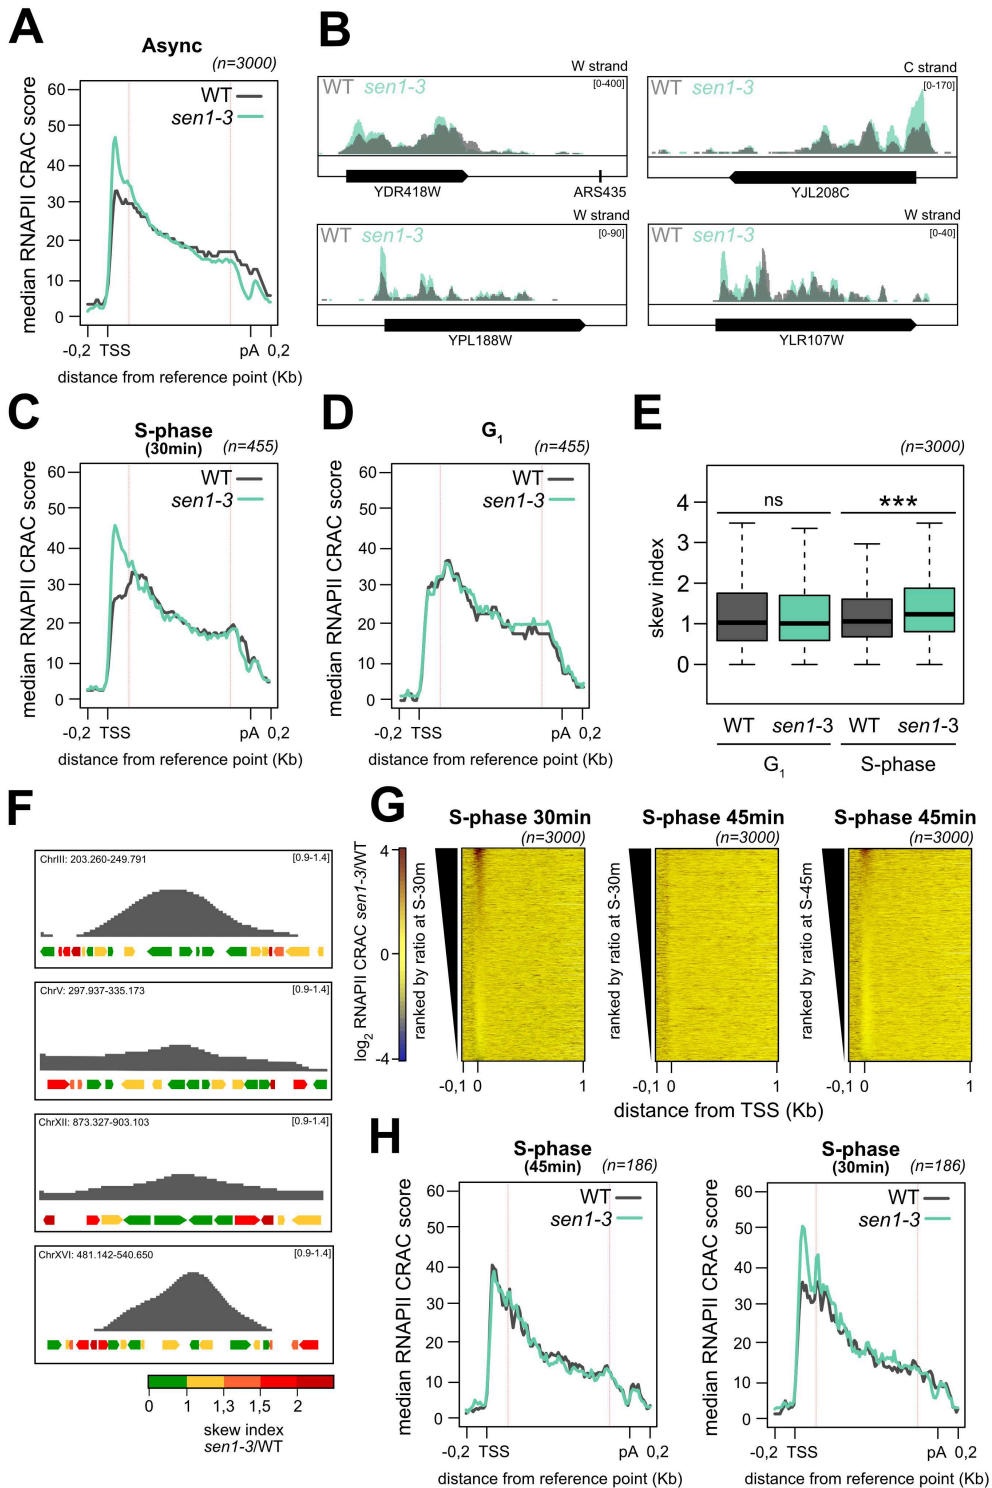 A
Async
(n=3000)
WT
sen1-3
median RNAPII CRAC score
60
50
40
30
20
10
0
-0,2 TSS pA 0,2
distance from reference point (Kb)
B
W strand
WT sen1-3 [0-400]
YDR418W ARS435
C strand
WT sen1-3 [0-170]
YJL208C
W strand
WT sen1-3 [0-90]
YPL188W
W strand
WT sen1-3 [0-40]
YLR107W
C
S-phase
(30min) (n=455)
WT
sen1-3
median RNAPII CRAC score
60
50
40
30
20
10
0
-0,2 TSS pA 0,2
distance from reference point (Kb)
D
G1
(n=455)
WT
sen1-3
median RNAPII CRAC score
60
50
40
30
20
10
0
-0,2 TSS pA 0,2
distance from reference point (Kb)
E
(n=3000)
ns ***
skew index
4
3
2
1
0
WT sen1-3 WT sen1-3
G1 S-phase
F
ChrIII: 203.260-249.791 [0.9-1.4]
ChrV: 297.937-335.173 [0.9-1.4]
ChrXII: 873.327-903.103 [0.9-1.4]
ChrXVI: 481.142-540.650 [0.9-1.4]
0 1 1,3 1,5 2
skew index
sen1-3/WT
G
S-phase 30min S-phase 45min S-phase 45min
(n=3000) (n=3000) (n=3000)
log2 RNAPII CRAC sen1-3/WT
4
0
-4
ranked by ratio at S-30m
ranked by ratio at S-30m
ranked by ratio at S-45m
-0,1 0 1 -0,1 0 1 -0,1 0 1
distance from TSS (Kb)
H
S-phase
(45min) (n=186)
WT
sen1-3
median RNAPII CRAC score
60
50
40
30
20
10
0
-0,2 TSS pA 0,2
distance from reference point (Kb)
S-phase
(30min) (n=186)
WT
sen1-3
median RNAPII CRAC score
60
50
40
30
20
10
0
-0,2 TSS pA 0,2
distance from reference point (Kb)